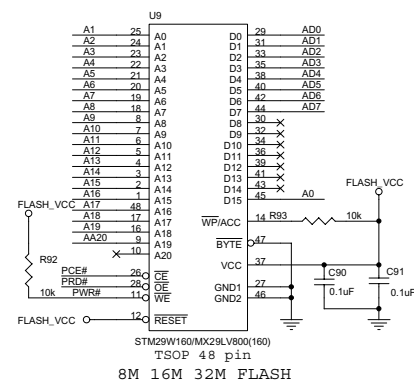 U9
A1 25 A0 D0 29 AD0
A2 24 A1 D1 31 AD1
A3 23 A2 D2 33 AD2
A4 22 A3 D3 35 AD3
A5 21 A4 D4 38 AD4
A6 20 A5 D5 40 AD5
A7 19 A6 D6 42 AD6
A8 18 A7 D7 44 AD7
A9 8 A8 D8 30
A10 7 A9 D9 32
A11 6 A10 D10 34
A12 5 A11 D11 36
A13 4 A12 D12 39
A14 3 A13 D13 41
A15 2 A14 D14 43
A16 1 A15 D15 45 A0
A17 48 A16
A18 17 A17 WP/ACC 14 R93 10k
A19 16 A18
AA20 9 A19 BYTE 47
10 A20
FLASH_VCC
FLASH_VCC
VCC 37
R92
10k
PCE# 26 CE
PRD# 28 OE GND1 27
PWR# 11 WE GND2 46
C90
0.1uF
C91
0.1uF
FLASH_VCC 12 RESET
STM29W160/MX29LV800(160)
TSOP 48 pin
8M 16M 32M FLASH